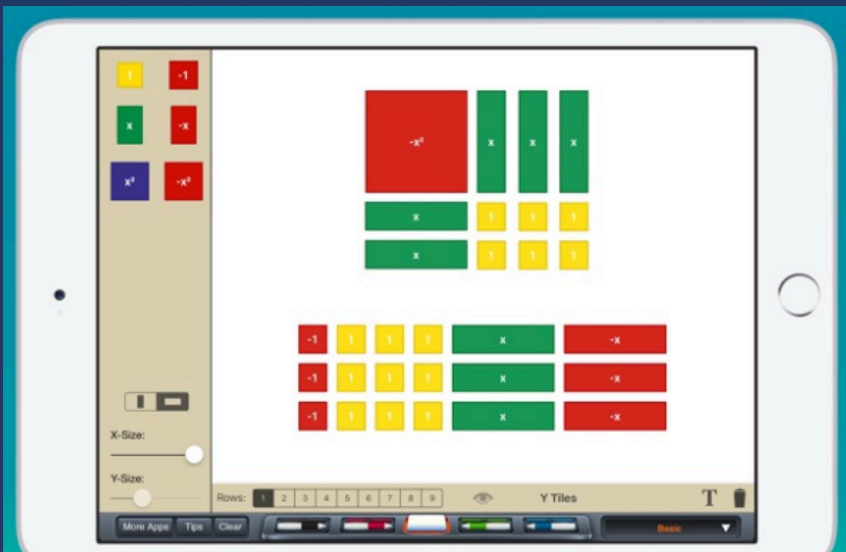 1 -1
x -x
x² -x²
-x² x x x
x 1 1 1
x 1 1 1
-1 1 1 1 x -x
-1 1 1 1 x -x
-1 1 1 1 x -x
X-Size:
Y-Size:
Rows: 1 2 3 4 5 6 7 8 9 Y Tiles T
More Apps Tips Clear Basic